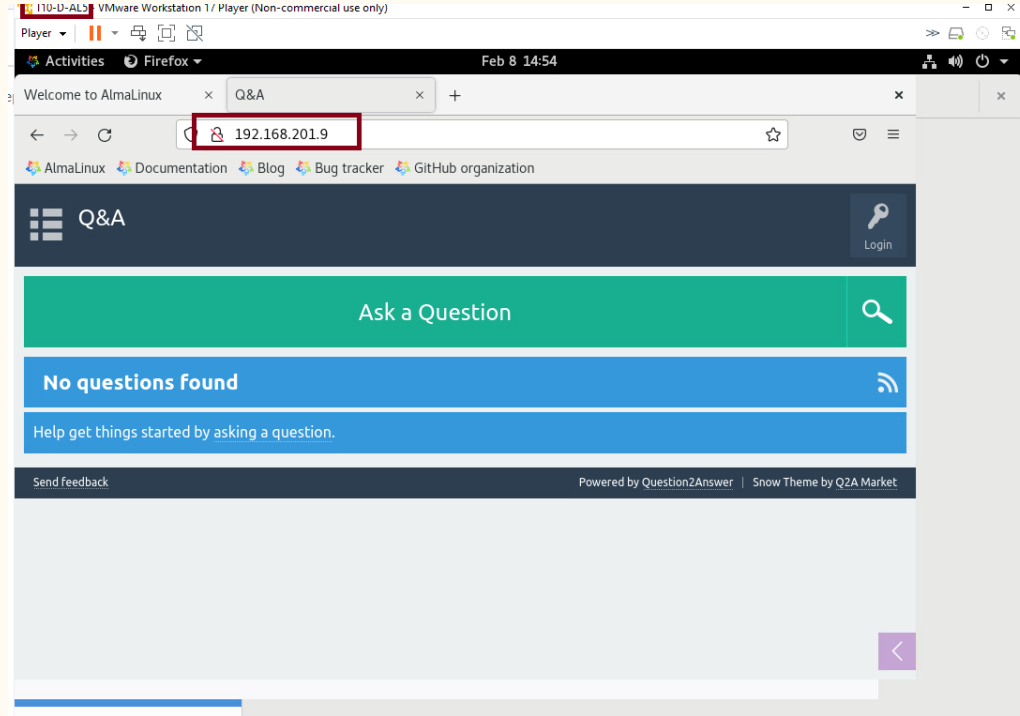 T10-D-AL5 - VMware Workstation 17 Player (Non-commercial use only)
Player
Activities Firefox Feb 8 14:54
Welcome to AlmaLinux Q&A
192.168.201.9
AlmaLinux Documentation Blog Bug tracker GitHub organization
Q&A
Login
Ask a Question
No questions found
Help get things started by asking a question.
Send feedback Powered by Question2Answer | Snow Theme by Q2A Market